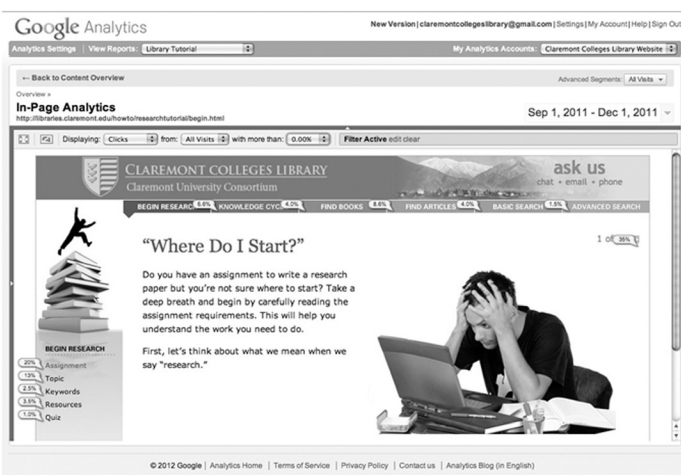 Google Analytics
New Version | claremontcollegeslibrary@gmail.com | Settings | My Account | Help | Sign Out
Analytics Settings | View Reports: Library Tutorial
My Analytics Accounts: Claremont Colleges Library Website
← Back to Content Overview
Advanced Segments: All Visits
Overview »
In-Page Analytics
http://libraries.claremont.edu/howto/researchtutorial/begin.html
Sep 1, 2011 - Dec 1, 2011
Displaying: Clicks from: All Visits with more than: 0.00% Filter Active edit clear
CLAREMONT COLLEGES LIBRARY
Claremont University Consortium
ask us
chat • email • phone
BEGIN RESEARC 6.6% KNOWLEDGE CYC 4.0% FIND BOOKS 6.6% FIND ARTICLES 4.0% BASIC SEARCH 1.5% ADVANCED SEARCH
“Where Do I Start?”
1 of 35%
Do you have an assignment to write a research
paper but you’re not sure where to start? Take a
deep breath and begin by carefully reading the
assignment requirements. This will help you
understand the work you need to do.
First, let’s think about what we mean when we
say “research.”
BEGIN RESEARCH
20% Assignment
13% Topic
2.5% Keywords
3.5% Resources
1.0% Quiz
© 2012 Google | Analytics Home | Terms of Service | Privacy Policy | Contact us | Analytics Blog (in English)